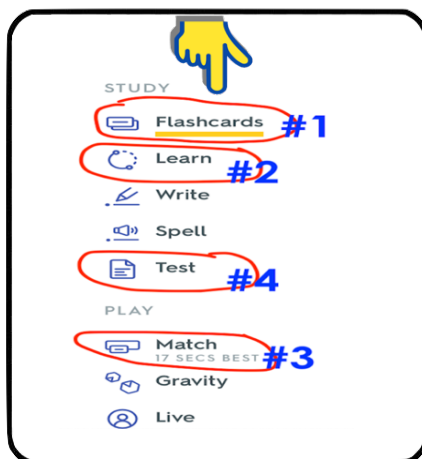 STUDY
Flashcards #1
Learn #2
Write
Spell
Test #4
PLAY
Match
17 SECS BEST #3
Gravity
Live